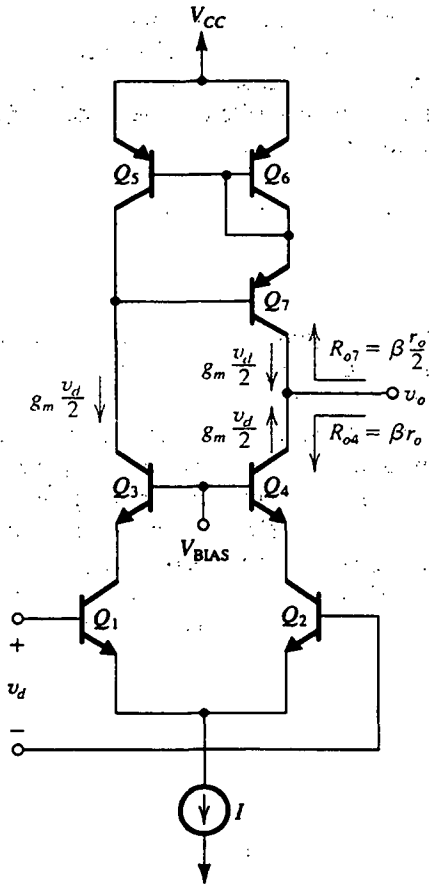 V_CC
Q_5
Q_6
Q_7
g_m v_d/2
g_m v_d/2
R_o7 = β r_o/2
v_o
g_m v_d/2
R_o4 = β r_o
Q_3
Q_4
V_BIAS
Q_1
Q_2
+
v_d
−
I